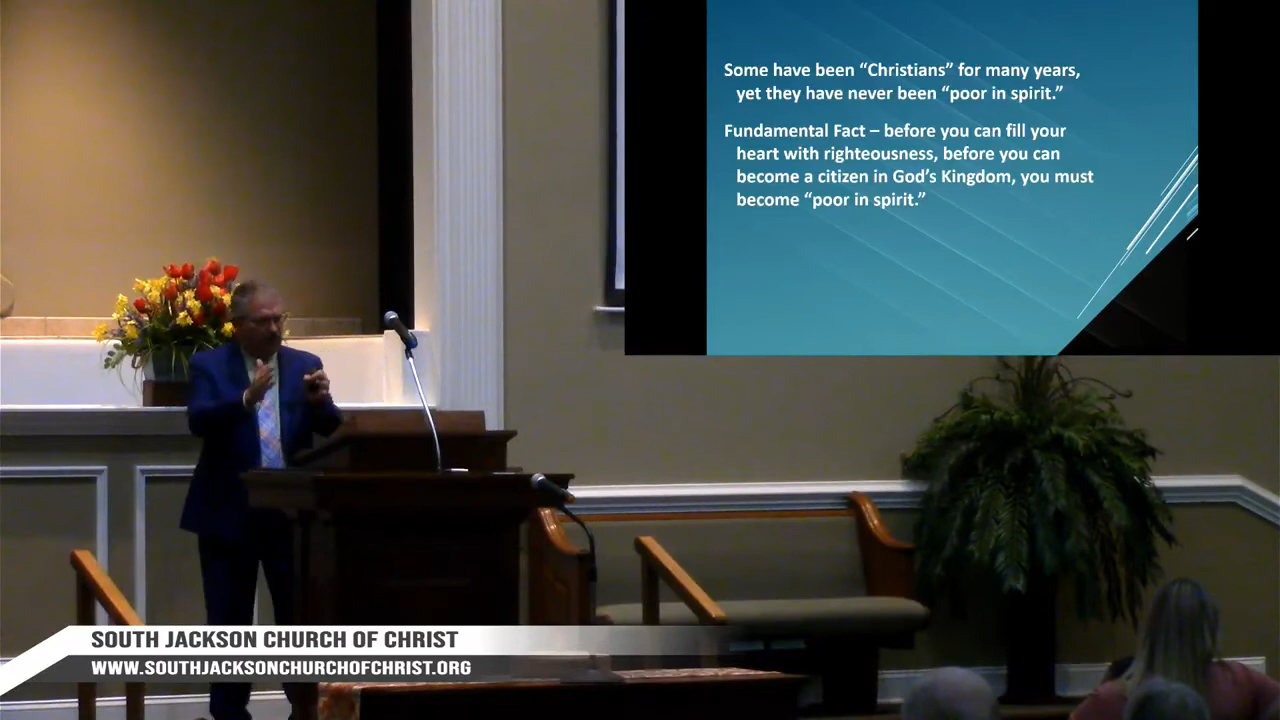 Some have been “Christians” for many years,
yet they have never been “poor in spirit.”
Fundamental Fact – before you can fill your
heart with righteousness, before you can
become a citizen in God’s Kingdom, you must
become “poor in spirit.”
SOUTH JACKSON CHURCH OF CHRIST
WWW.SOUTHJACKSONCHURCHOFCHRIST.ORG